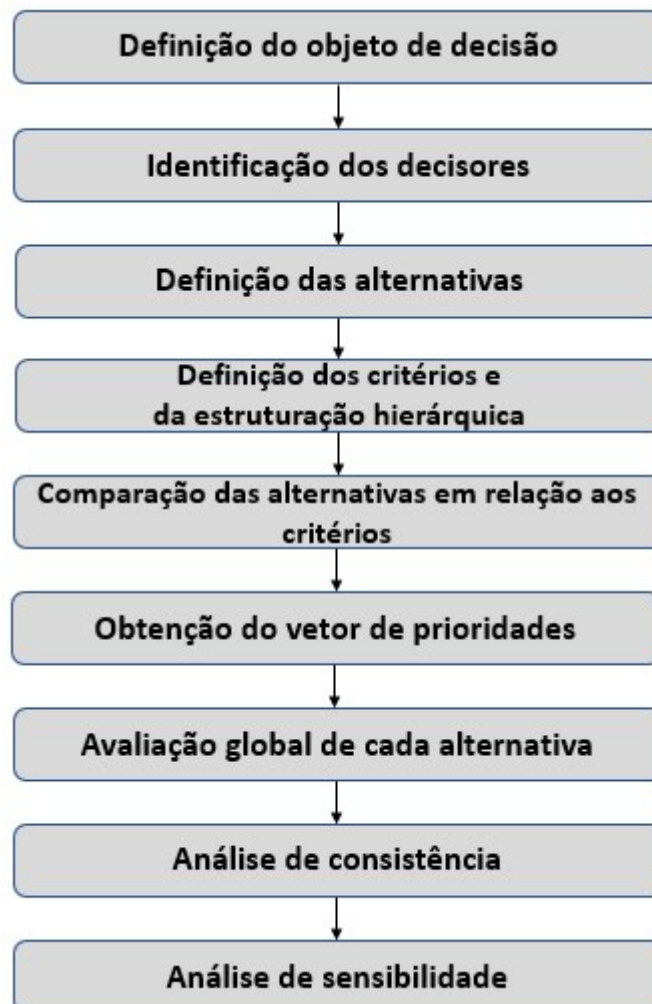 Definição do objeto de decisão
Identificação dos decisores
Definição das alternativas
Definição dos critérios e
da estruturação hierárquica
Comparação das alternativas em relação aos
critérios
Obtenção do vetor de prioridades
Avaliação global de cada alternativa
Análise de consistência
Análise de sensibilidade